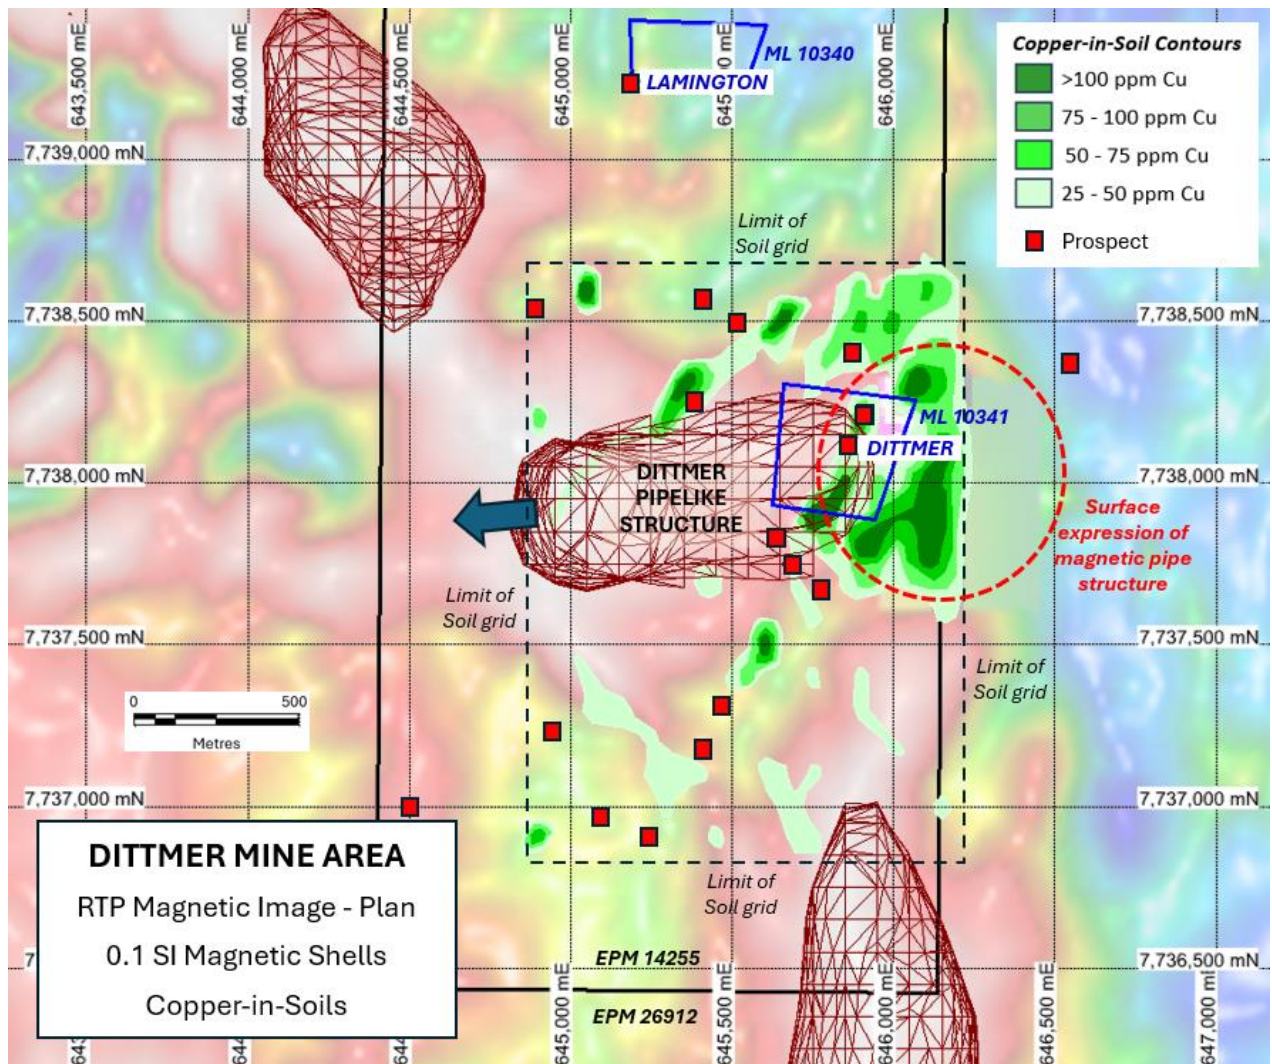 643,500 mE
644,000 mE
644,500 mE
645,000 mE
645,500 mE
646,000 mE
ML 10340
LAMINGTON
Copper-in-Soil Contours
>100 ppm Cu
75 - 100 ppm Cu
50 - 75 ppm Cu
25 - 50 ppm Cu
Prospect
7,739,000 mN
Limit of
Soil grid
7,738,500 mN
7,738,500 mN
ML 10341
DITTMER
7,738,000 mN
7,738,000 mN
DITTMER
PIPELIKE
STRUCTURE
Surface
expression of
magnetic pipe
structure
Limit of
Soil grid
7,737,500 mN
7,737,500 mN
Limit of
Soil grid
0 500
Metres
7,737,000 mN
7,737,000 mN
DITTMER MINE AREA
RTP Magnetic Image - Plan
0.1 SI Magnetic Shells
Copper-in-Soils
Limit of
Soil grid
EPM 14255
7,736,500 mN
EPM 26912
645,000 mE
645,500 mE
646,000 mE
646,500 mE
647,000 mE